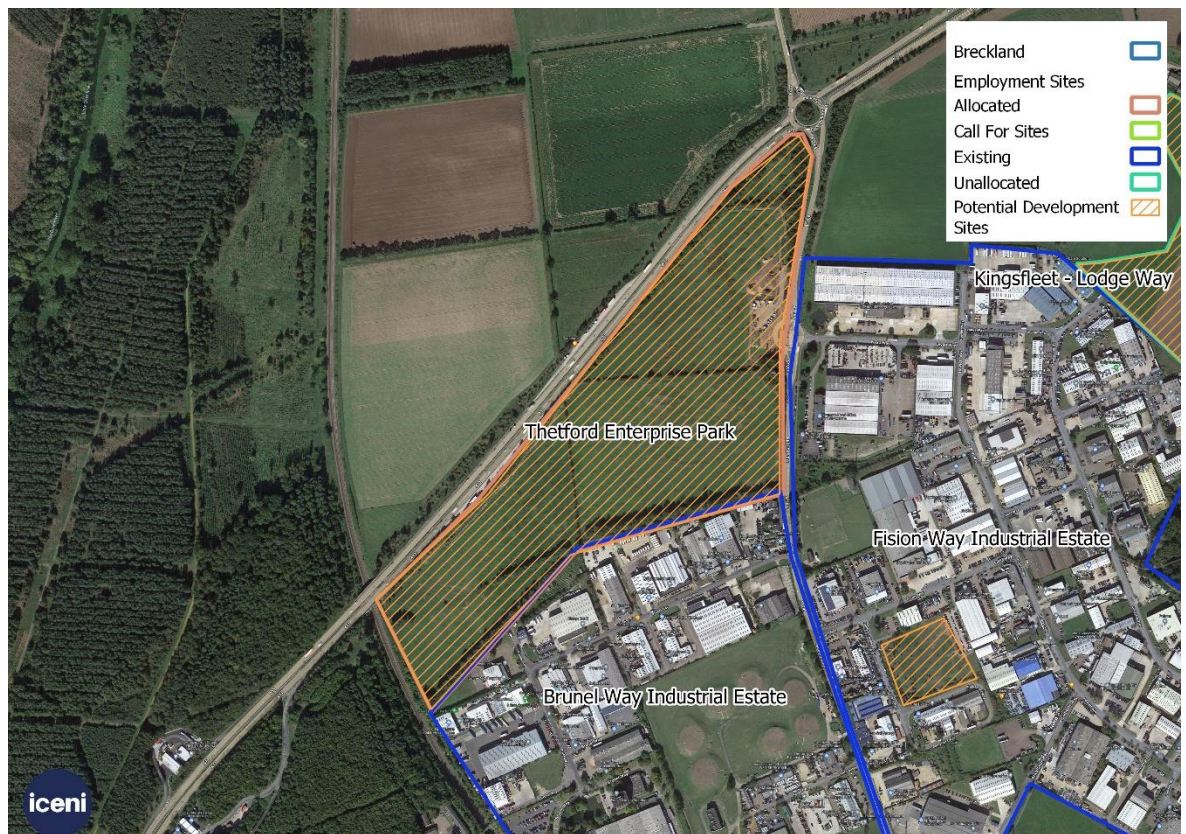 Breckland
Employment Sites
Allocated
Call For Sites
Existing
Unallocated
Potential Development
Sites
Kingsfleet - Lodge Way
Thetford Enterprise Park
Fision Way Industrial Estate
Brunel Way Industrial Estate
iceni